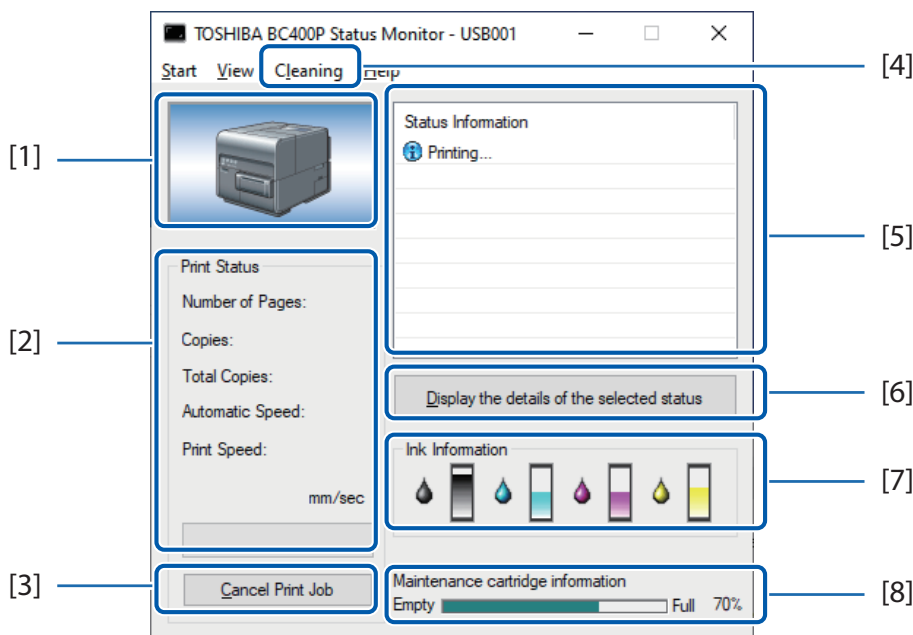 TOSHIBA BC400P Status Monitor - USB001
Start View Cleaning Help
[4]
[1]
Status Information
Printing...
[5]
[2]
Print Status
Number of Pages:
Copies:
Total Copies:
Automatic Speed:
Print Speed:
mm/sec
Display the details of the selected status
[6]
Ink Information
[7]
[3]
Cancel Print Job
Maintenance cartridge information
Empty Full 70%
[8]